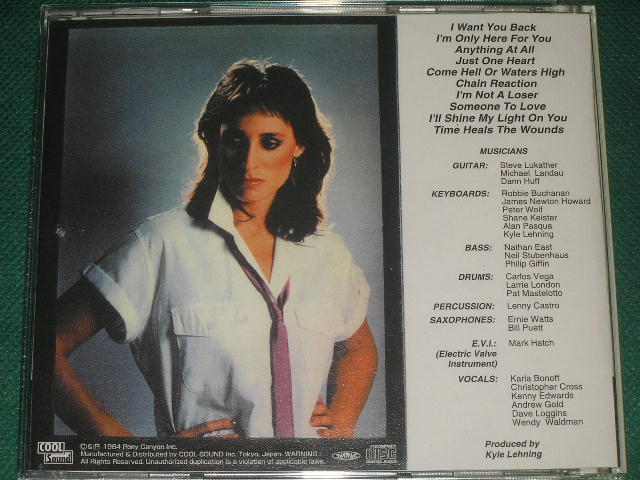 I Want You Back
I'm Only Here For You
Anything At All
Just One Heart
Come Hell Or Waters High
Chain Reaction
I'm Not A Loser
Someone To Love
I'll Shine My Light On You
Time Heals The Wounds
MUSICIANS
GUITAR: Steve Lukather
Michael Landau
Dann Huff
KEYBOARDS: Robbie Buchanan
James Newton Howard
Peter Wolf
Shane Keister
Alan Pasqua
Kyle Lehning
BASS: Nathan East
Neil Stubenhaus
Philip Giffin
DRUMS: Carlos Vega
Larrie London
Pat Mastelotto
PERCUSSION: Lenny Castro
SAXOPHONES: Ernie Watts
Bill Puett
E.V.I.: Mark Hatch
(Electric Valve
Instrument)
VOCALS: Karla Bonoff
Christopher Cross
Kenny Edwards
Andrew Gold
Dave Loggins
Wendy Waldman
Produced by
Kyle Lehning
COOL
Sound
©&℗ 1984 Pony Canyon Inc.
Manufactured & Distributed by COOL SOUND Inc. Tokyo, Japan. WARNING :
All Rights Reserved. Unauthorized duplication is a violation of applicable laws.
COMPACT
disc
DIGITAL AUDIO